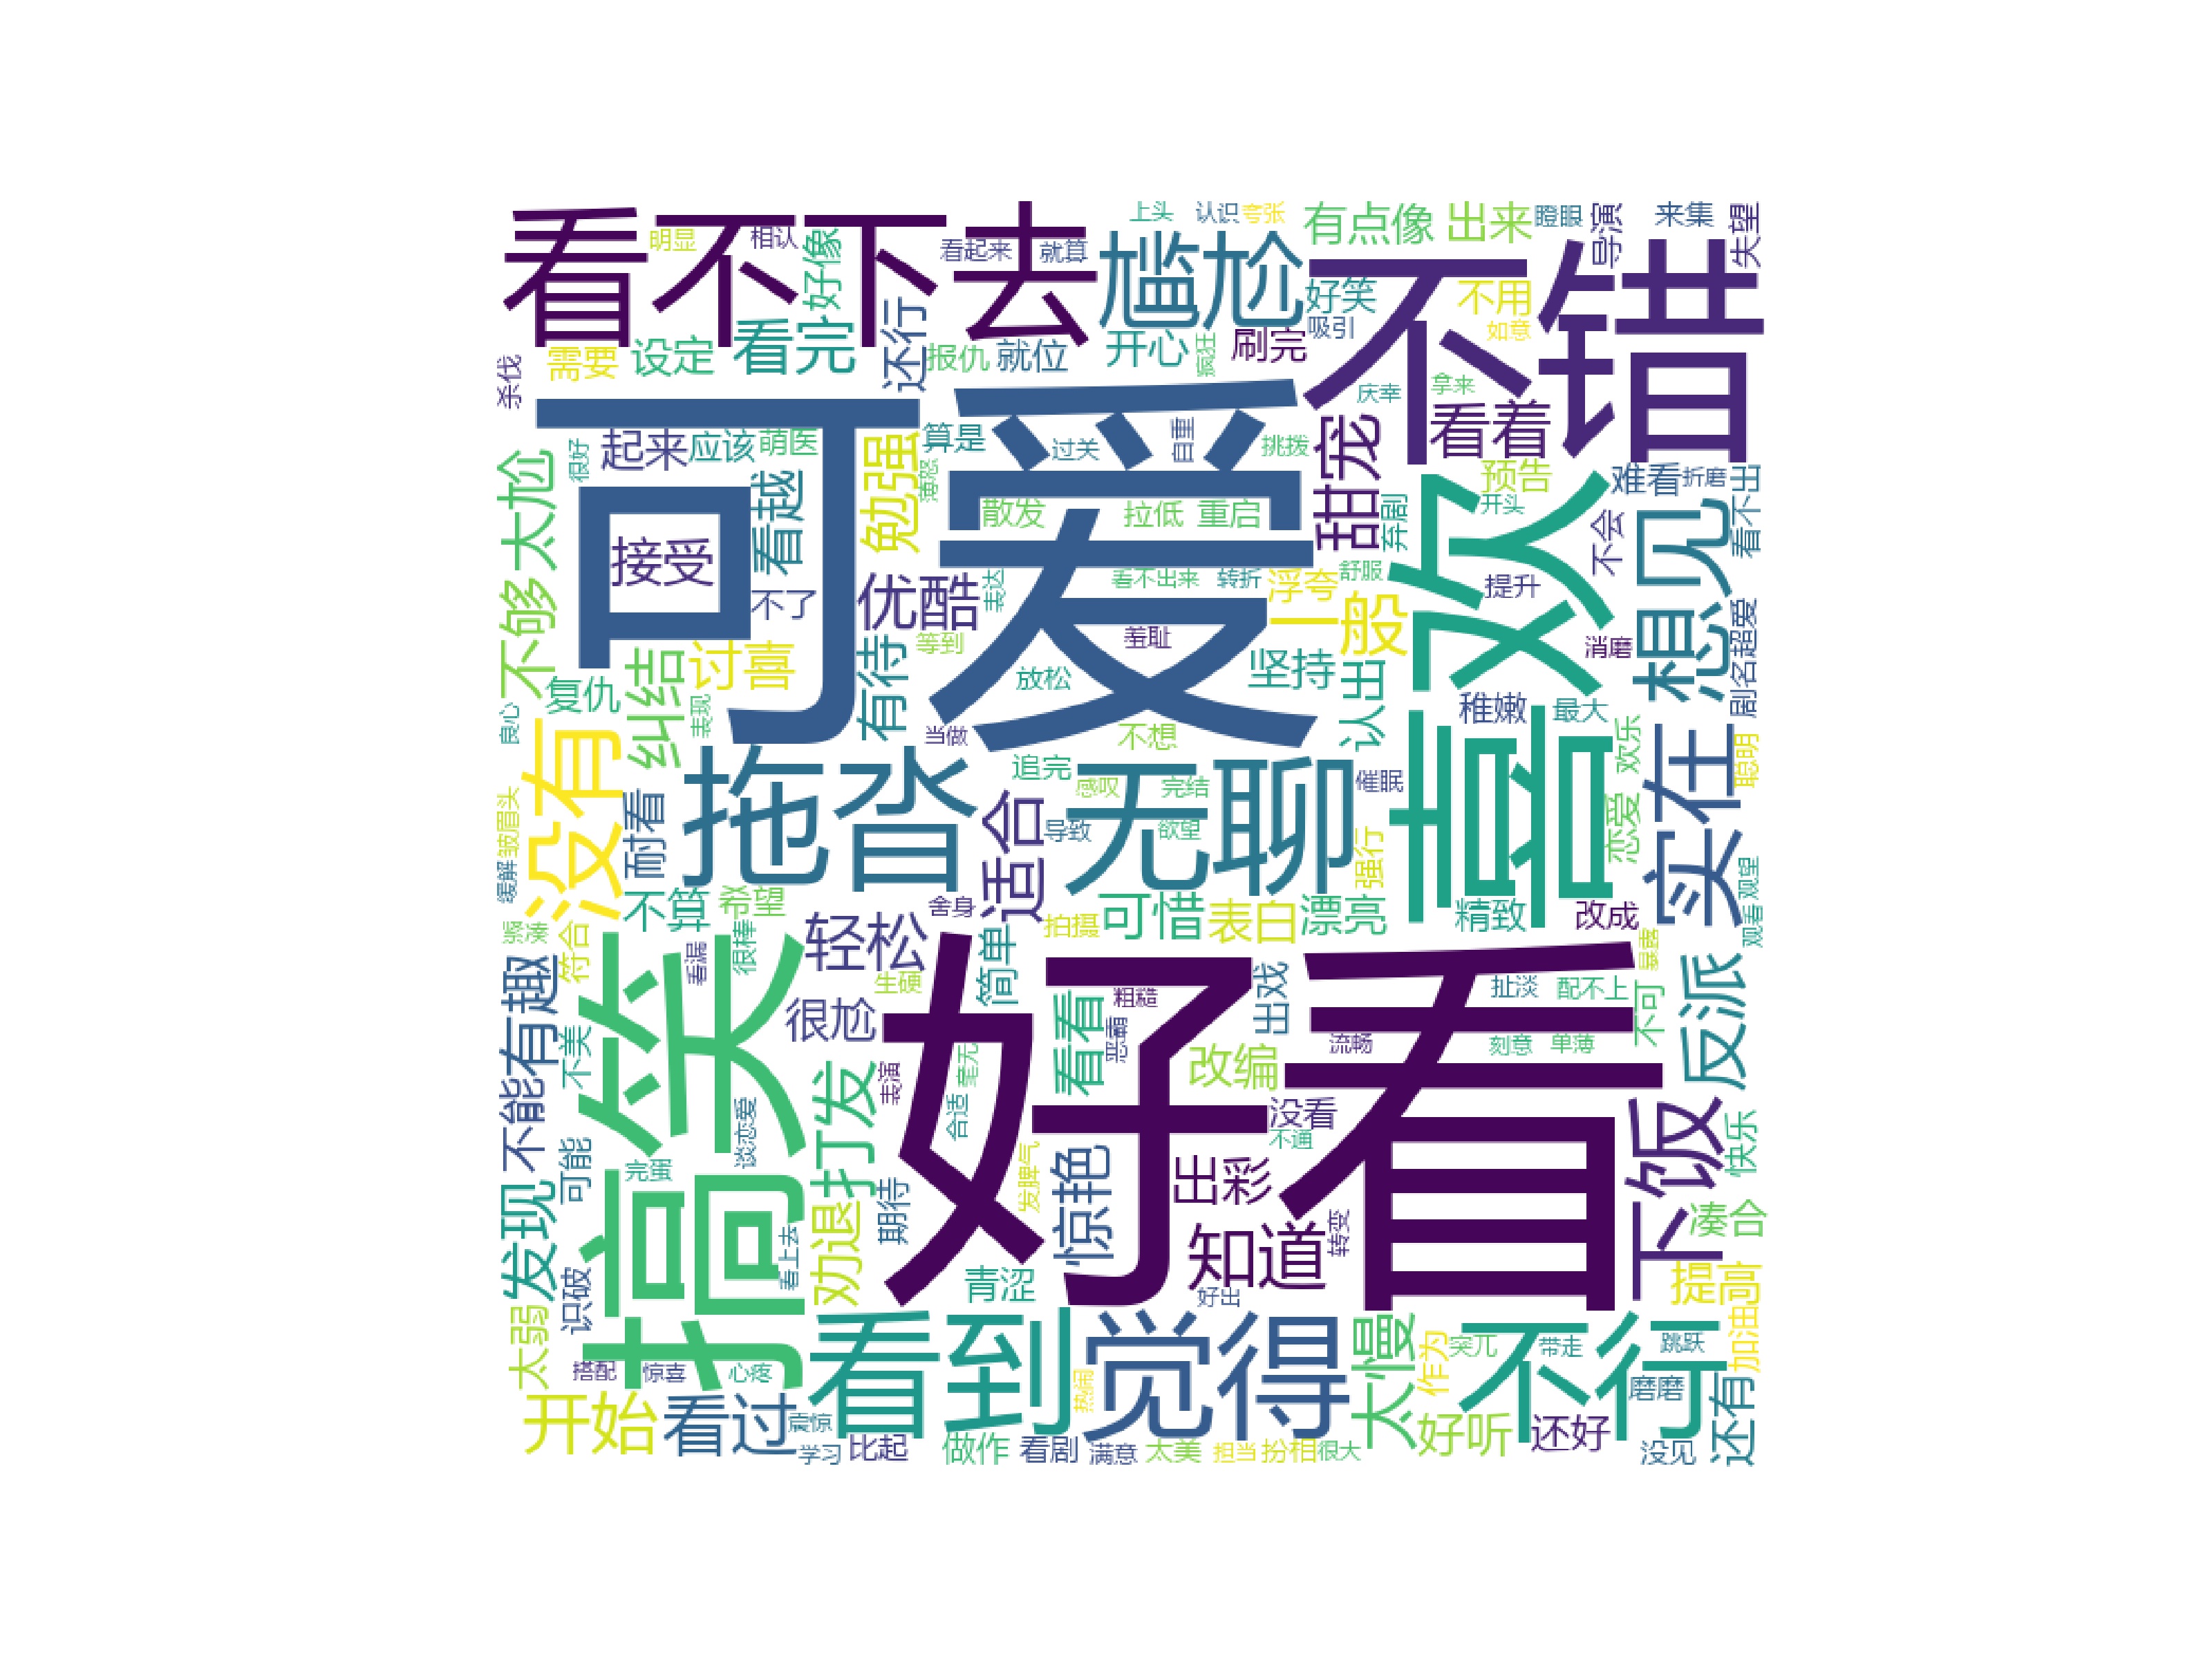 看不下去
明显
相认
好像
看起来
就算
上头
认识
夸张
尴尬
有点像
出来
瞪眼
导演
来集
失望
不错
好笑
不用
吸引
如意
需要
设定
看完
还行
报仇
就位
开心
疯狂
刷完
杀伐
可爱
庆幸
拿来
看着
甜宠
很好
起来
应该
萌医
勉强
算是
过关
自重
挑拨
薄怒
预告
难看
折磨
看不出
不够
太尬
接受
看越
散发
拉低
重启
弃剧
开头
喜欢
不会
想见
不了
优酷
表达
看不出来
转折
浮夸
舒服
提升
一般
等到
羞耻
消磨
剧名
超爱
纠结
讨喜
有待
放松
坚持
认出
复仇
表现
良心
稚嫩
最大
当做
不想
欢乐
聪明
没有
拖沓
追完
无聊
感叹
完结
催眠
实在
耐看
适合
导致
欲望
强行
恋爱
皱眉头
缓解
不算
希望
舍身
可惜
表白
漂亮
精致
改成
观望
观看
紧凑
符合
看漏
很棒
轻松
拍摄
简单
好看
暴露
有趣
搞笑
生硬
很尬
看看
粗糙
出戏
扯淡
配不上
不可
反派
不美
恶霸
流畅
刻意
单薄
不能
谈恋爱
打发
表演
毫无
合适
改编
没看
不通
下饭
快乐
可能
完蛋
发脾气
惊艳
出彩
发现
看上去
劝退
期待
知道
转变
凑合
识破
青涩
好出
提高
太弱
看到
觉得
太慢
作为
突兀
带走
不行
跳跃
加油
搭配
惊喜
心疼
热闹
磨磨
还有
开始
看过
震惊
学习
比起
做作
看剧
满意
太美
担当
扮相
很大
好听
还好
没见